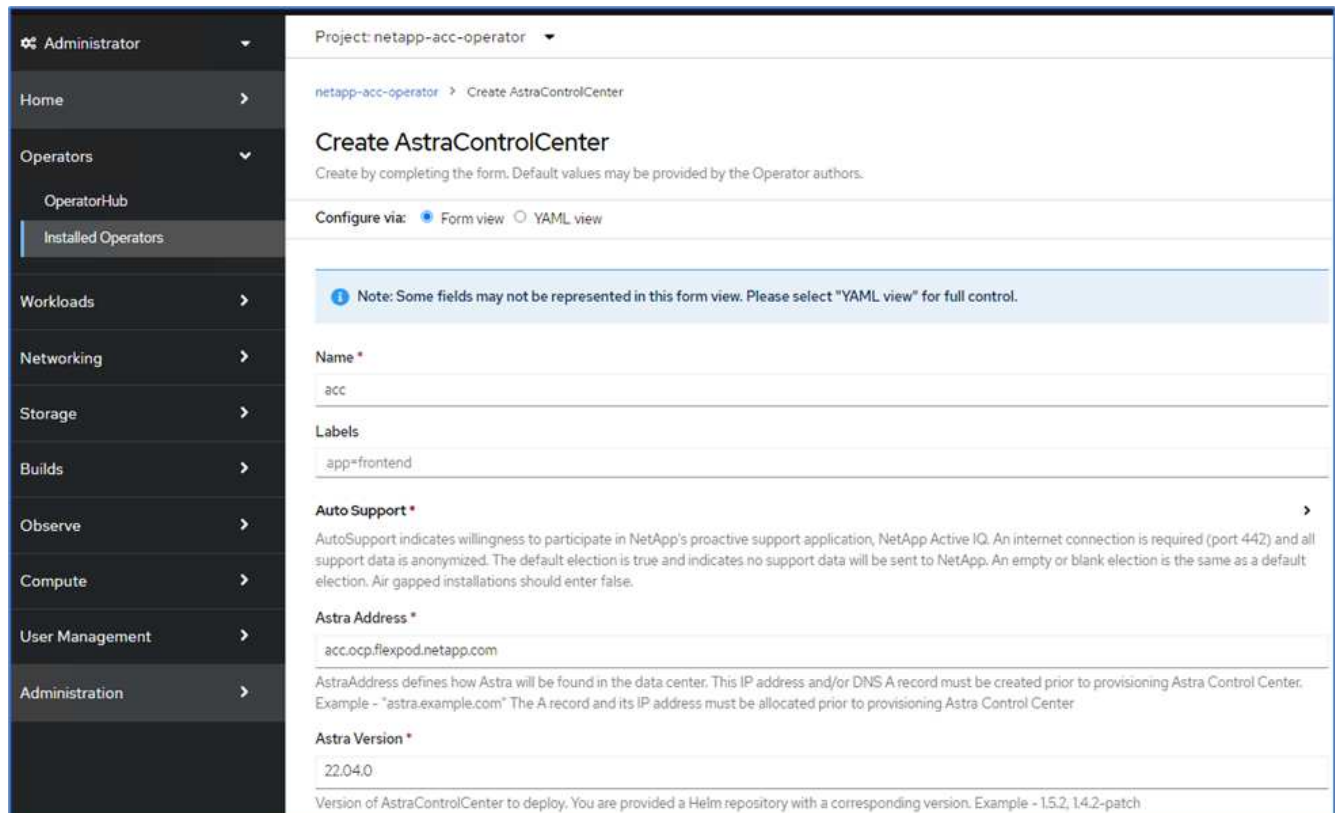 Administrator
Project: netapp-acc-operator
Home
netapp-acc-operator > Create AstraControlCenter
Operators
Create AstraControlCenter
Create by completing the form. Default values may be provided by the Operator authors.
OperatorHub
Configure via: Form view YAML view
Installed Operators
Workloads
Note: Some fields may not be represented in this form view. Please select "YAML view" for full control.
Networking
Name *
acc
Storage
Labels
app=frontend
Builds
Auto Support *
Observe
AutoSupport indicates willingness to participate in NetApp's proactive support application, NetApp Active IQ. An internet connection is required (port 442) and all
support data is anonymized. The default election is true and indicates no support data will be sent to NetApp. An empty or blank election is the same as a default
election. Air gapped installations should enter false.
Compute
Astra Address *
User Management
acc.ocp.flexpod.netapp.com
Administration
AstraAddress defines how Astra will be found in the data center. This IP address and/or DNS A record must be created prior to provisioning Astra Control Center.
Example - "astra.example.com" The A record and its IP address must be allocated prior to provisioning Astra Control Center
Astra Version *
22.04.0
Version of AstraControlCenter to deploy. You are provided a Helm repository with a corresponding version. Example - 1.5.2, 1.4.2-patch